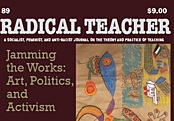 89 $9.00
RADICAL TEACHER
A SOCIALIST, FEMINIST, AND ANTI-RACIST JOURNAL ON THE THEORY AND PRACTICE OF TEACHING
Jamming
the Works:
Art, Politics,
and
Activism